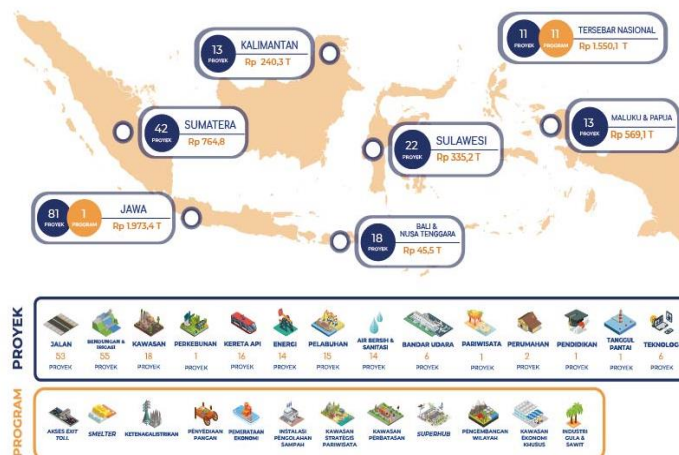 13
PROYEK
KALIMANTAN
Rp 240,3 T
11
PROYEK
11
PROGRAM
TERSEBAR NASIONAL
Rp 1.550,1 T
42
PROYEK
SUMATERA
Rp 764,8
22
PROYEK
SULAWESI
Rp 335,2 T
13
PROYEK
MALUKU & PAPUA
Rp 569,1 T
81
PROYEK
1
PROGRAM
JAWA
Rp 1.973,4 T
18
PROYEK
BALI &
NUSA TENGGARA
Rp 45,5 T
PROYEK
JALAN
53
PROYEK
BENDUNGAN &
IRIGASI
55
PROYEK
KAWASAN
18
PROYEK
PERKEBUNAN
1
PROYEK
KERETA API
16
PROYEK
ENERGI
14
PROYEK
PELABUHAN
15
PROYEK
AIR BERSIH &
SANITASI
14
PROYEK
BANDAR UDARA
6
PROYEK
PARIWISATA
1
PROYEK
PERUMAHAN
2
PROYEK
PENDIDIKAN
1
PROYEK
TANGGUL
PANTAI
1
PROYEK
TEKNOLOGI
6
PROYEK
PROGRAM
AKSES EXIT
TOLL
SMELTER
KETENAGALISTRIKAN
PENYEDIAAN
PANGAN
PEMERATAAN
EKONOMI
INSTALASI
PENGOLAHAN
SAMPAH
KAWASAN
STRATEGIS
PARIWISATA
KAWASAN
PERBATASAN
SUPERHUB
PENGEMBANGAN
WILAYAH
KAWASAN
EKONOMI
KHUSUS
INDUSTRI
GULA &
SAWIT